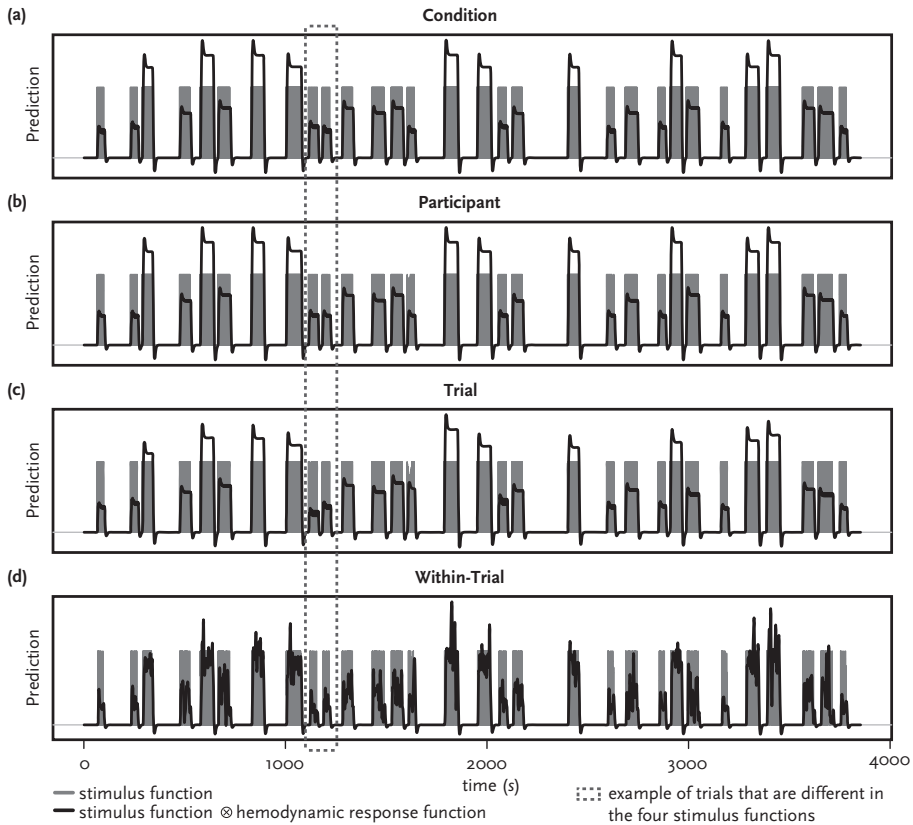 (a)
Condition
Prediction
(b)
Participant
Prediction
(c)
Trial
Prediction
(d)
Within-Trial
Prediction
0 1000 2000 3000 4000
time (s)
stimulus function
stimulus function ⊗ hemodynamic response function
example of trials that are different in
the four stimulus functions